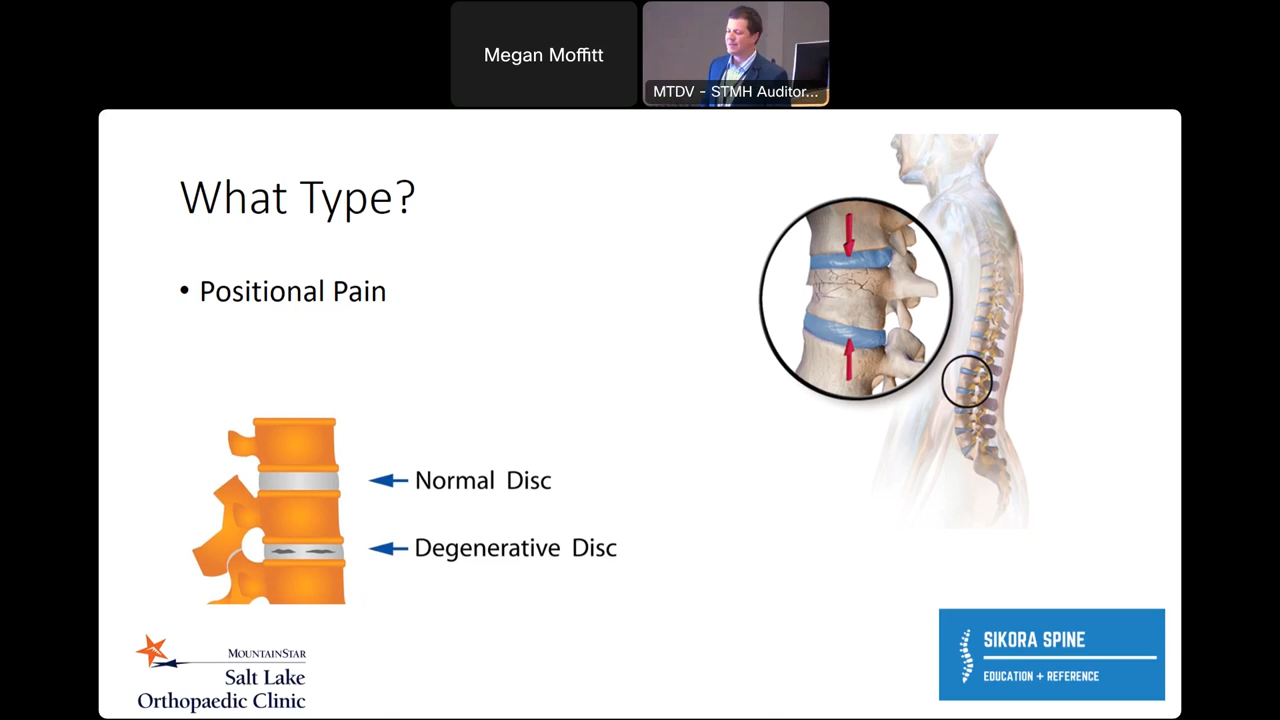 Megan Moffitt
MTDV - STMH Auditor...
What Type?
• Positional Pain
Normal Disc
Degenerative Disc
MOUNTAINSTAR
Salt Lake
Orthopaedic Clinic
SIKORA SPINE
EDUCATION + REFERENCE